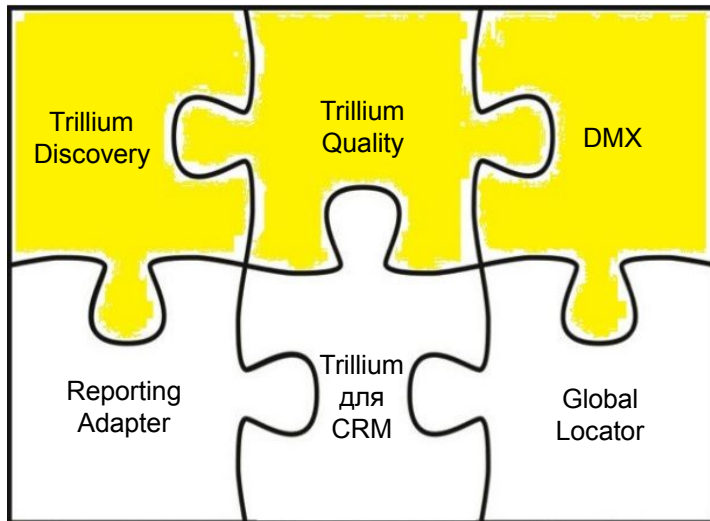 Trillium
Discovery
Trillium
Quality
DMX
Reporting
Adapter
Trillium
для
CRM
Global
Locator